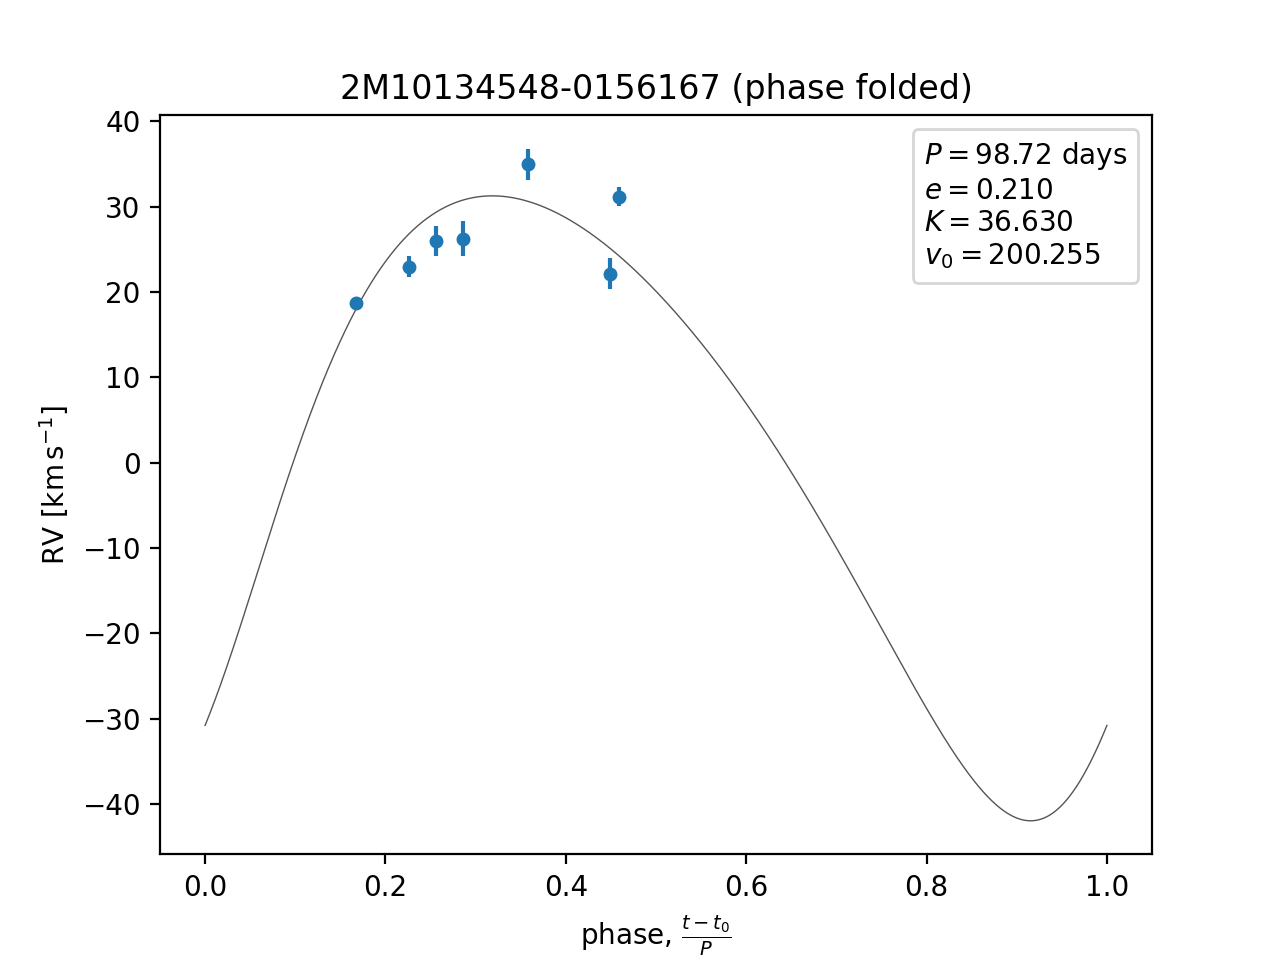 2M10134548-0156167 (phase folded)
P = 98.72 days
e = 0.210
K = 36.630
v₀ = 200.255
RV [km s⁻¹]
40
30
20
10
0
−10
−20
−30
−40
0.0 0.2 0.4 0.6 0.8 1.0
phase, (t − t₀)/P